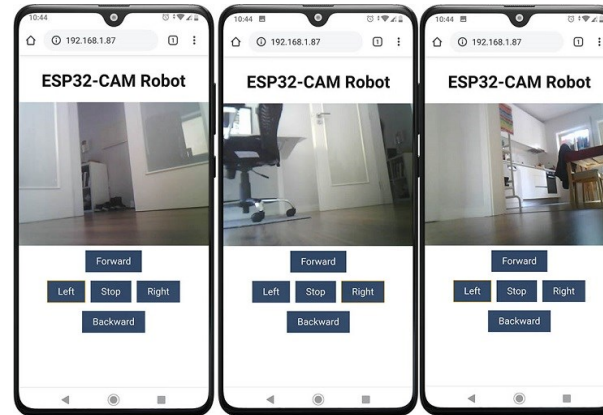 10:44
192.168.1.87
1
ESP32-CAM Robot
Forward
Left Stop Right
Backward
10:44
192.168.1.87
1
ESP32-CAM Robot
Forward
Left Stop Right
Backward
10:44
192.168.1.87
1
ESP32-CAM Robot
Forward
Left Stop Right
Backward